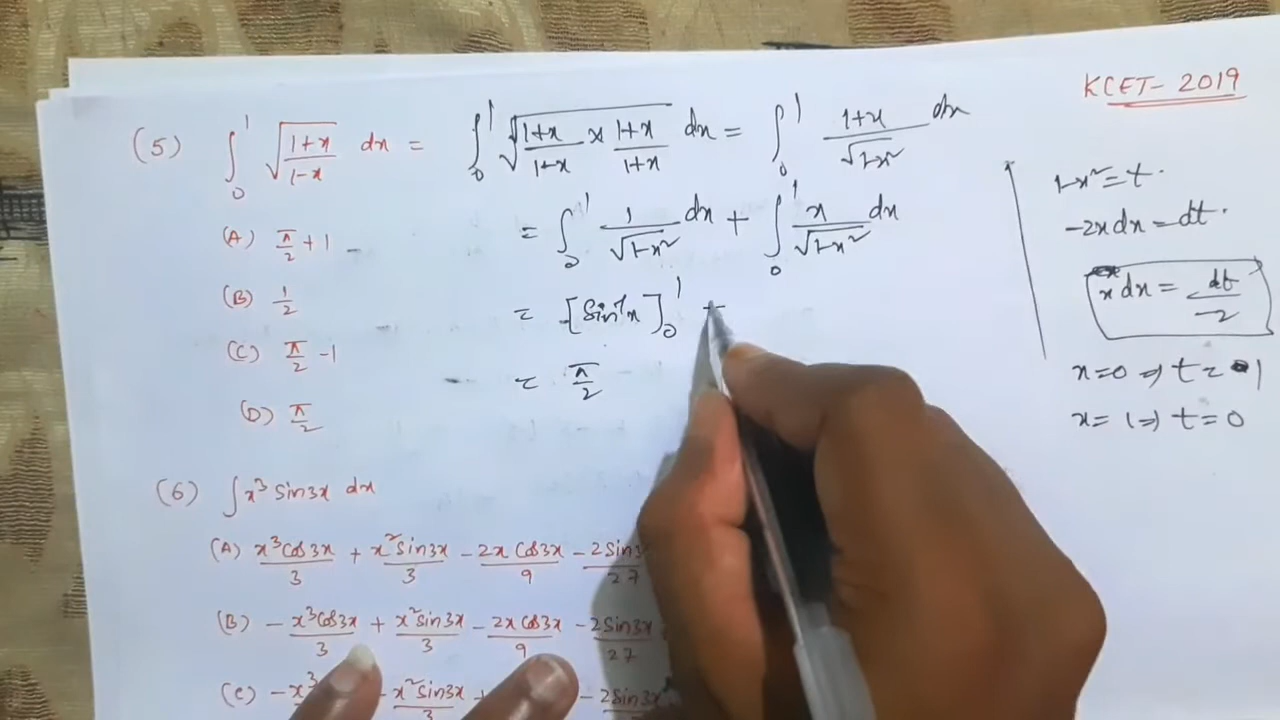 KCET- 2019
(5) ∫₀¹ √((1+x)/(1-x)) dx = ∫₀¹ √((1+x)/(1-x) × (1+x)/(1+x)) dx = ∫₀¹ (1+x)/√(1-x²) dx
= ∫₀¹ 1/√(1-x²) dx + ∫₀¹ x/√(1-x²) dx
= [Sin⁻¹x]₀¹ +
= π/2
(A) π/2 + 1
(B) 1/2
(C) π/2 - 1
(D) π/2
1-x² = t.
-2x dx = dt.
x dx = dt/-2
x=0 ⇒ t = 1
x= 1 ⇒ t = 0
(6) ∫x³ Sin3x dx
(A) x³Cos3x/3 + x²Sin3x/3 - 2x Cos3x/9 - 2Sin3x/27
(B) - x³Cos3x/3 + x²Sin3x/3 - 2x Cos3x/9 - 2Sin3x/27
(C) - x³ - x²Sin3x/3 - 2Sin3x